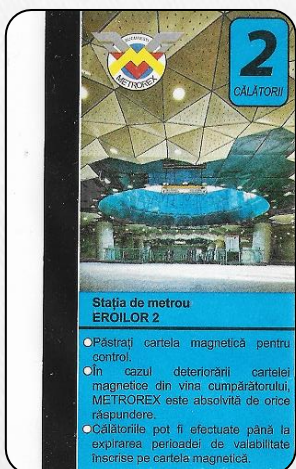 BUCUREȘTI
METROREX
2
CĂLĂTORII
Stația de metrou
EROILOR 2
Păstrați cartela magnetică pentru
control.
În cazul deteriorării cartelei
magnetice din vina cumpărătorului,
METROREX este absolvită de orice
răspundere.
Călătoriile pot fi efectuate până la
expirarea perioadei de valabilitate
înscrise pe cartela magnetică.